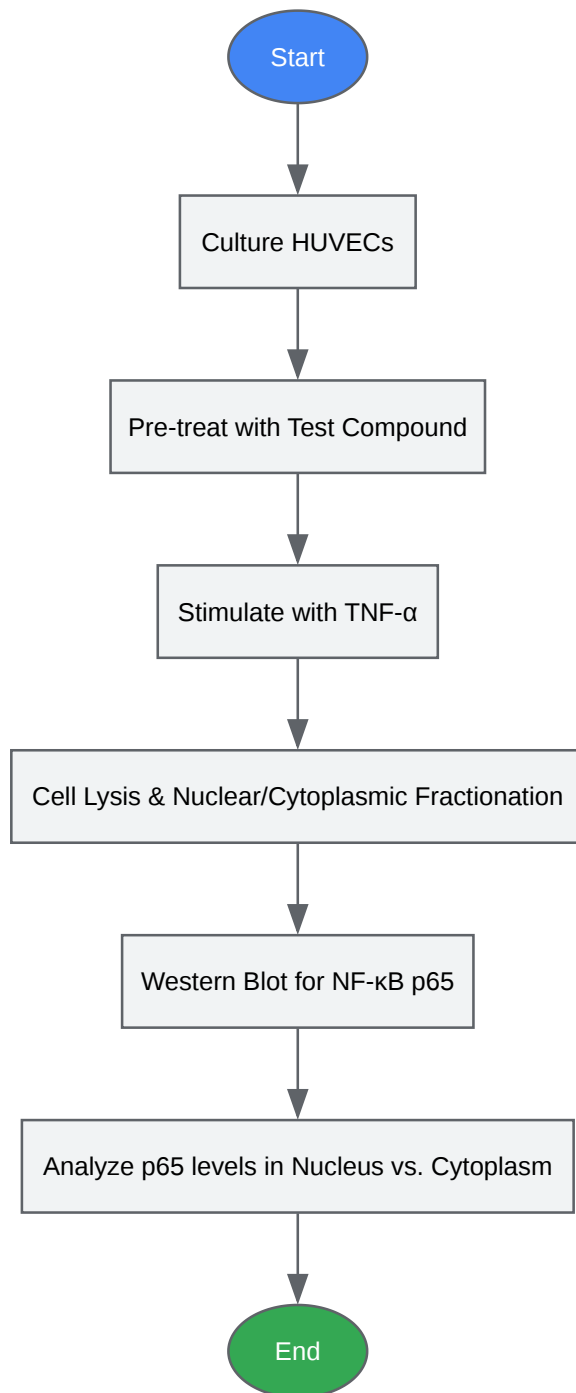 Start
Culture HUVECs
Pre-treat with Test Compound
Stimulate with TNF-α
Cell Lysis & Nuclear/Cytoplasmic Fractionation
Western Blot for NF-κB p65
Analyze p65 levels in Nucleus vs. Cytoplasm
End